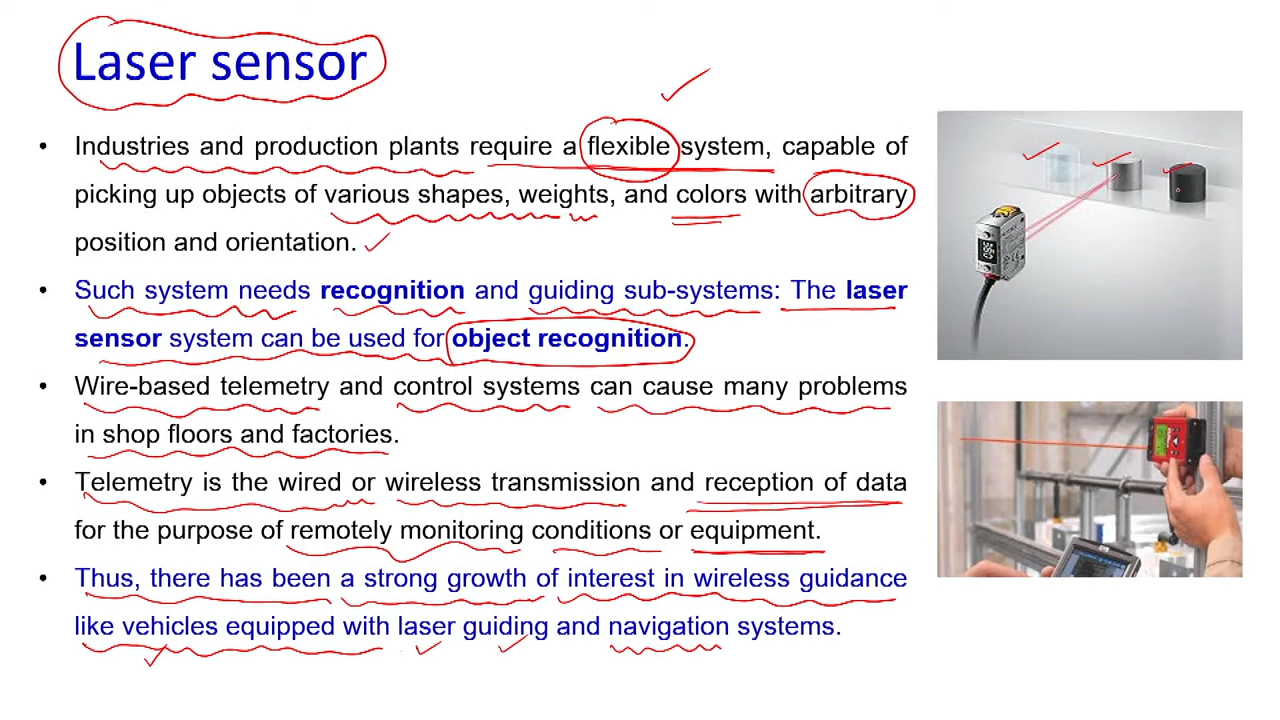 Laser sensor
• Industries and production plants require a flexible system, capable of
picking up objects of various shapes, weights, and colors with arbitrary
position and orientation.
• Such system needs recognition and guiding sub-systems: The laser
sensor system can be used for object recognition.
• Wire-based telemetry and control systems can cause many problems
in shop floors and factories.
• Telemetry is the wired or wireless transmission and reception of data
for the purpose of remotely monitoring conditions or equipment.
• Thus, there has been a strong growth of interest in wireless guidance
like vehicles equipped with laser guiding and navigation systems.